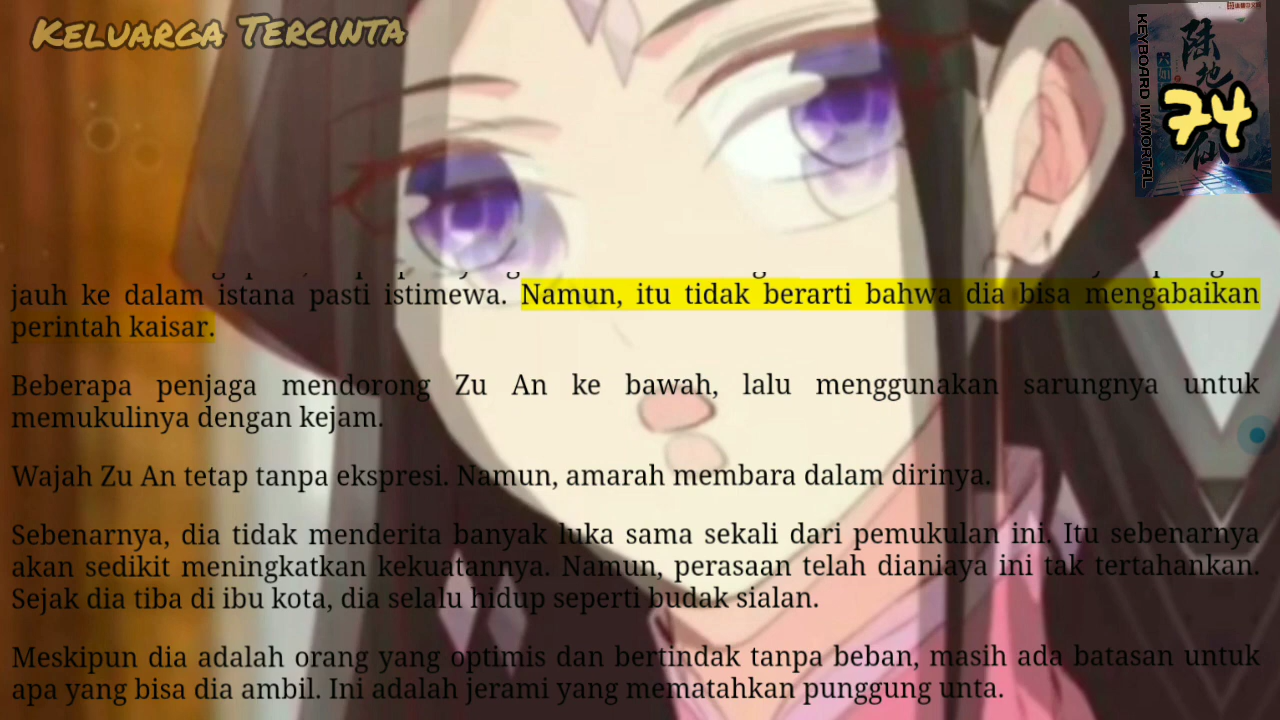 Keluarga Tercinta
KEYBOARD IMMORTAL
陆地
仙
74
jauh ke dalam istana pasti istimewa. Namun, itu tidak berarti bahwa dia bisa mengabaikan
perintah kaisar.
Beberapa penjaga mendorong Zu An ke bawah, lalu menggunakan sarungnya untuk
memukulinya dengan kejam.
Wajah Zu An tetap tanpa ekspresi. Namun, amarah membara dalam dirinya.
Sebenarnya, dia tidak menderita banyak luka sama sekali dari pemukulan ini. Itu sebenarnya
akan sedikit meningkatkan kekuatannya. Namun, perasaan telah dianiaya ini tak tertahankan.
Sejak dia tiba di ibu kota, dia selalu hidup seperti budak sialan.
Meskipun dia adalah orang yang optimis dan bertindak tanpa beban, masih ada batasan untuk
apa yang bisa dia ambil. Ini adalah jerami yang mematahkan punggung unta.